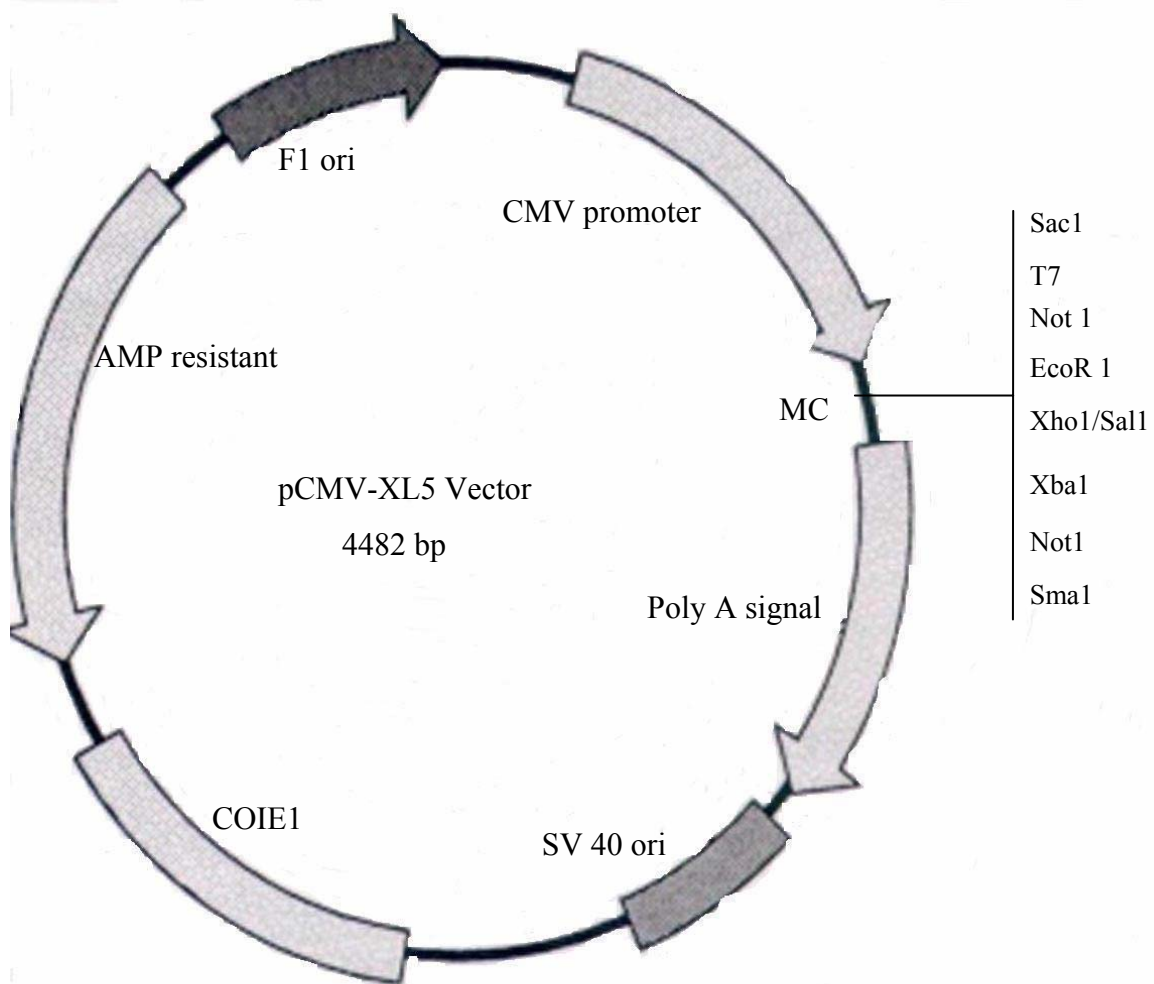 F1 ori
CMV promoter
Sac1
T7
Not 1
EcoR 1
Xho1/Sal1
Xba1
Not1
Sma1
MC
AMP resistant
pCMV-XL5 Vector
4482 bp
Poly A signal
COIE1
SV 40 ori